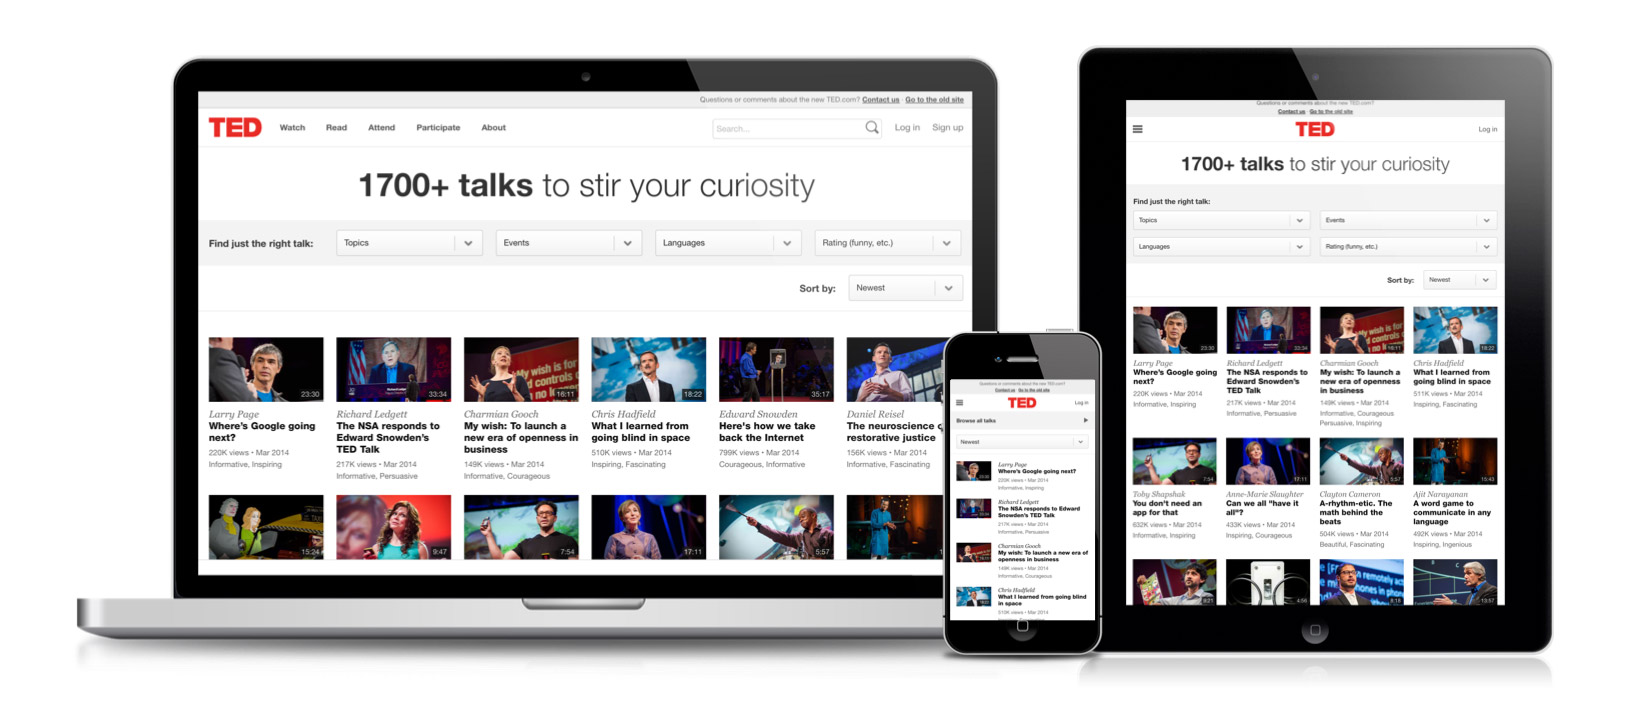 Questions or comments about the new TED.com? Contact us · Go to the old site
TED Watch Read Attend Participate About Search... Log in Sign up
1700+ talks to stir your curiosity
Find just the right talk: Topics Events Languages Rating (funny, etc.)
Sort by: Newest
23:30
33:34
my wish is for
d controls
16:11
18:22
35:17
Larry Page
Where's Google going
next?
220K views • Mar 2014
Informative, Inspiring
Richard Ledgett
The NSA responds to
Edward Snowden's
TED Talk
217K views • Mar 2014
Informative, Persuasive
Charmian Gooch
My wish: To launch a
new era of openness in
business
149K views • Mar 2014
Informative, Courageous
Chris Hadfield
What I learned from
going blind in space
510K views • Mar 2014
Inspiring, Fascinating
Edward Snowden
Here's how we take
back the Internet
799K views • Mar 2014
Courageous, Informative
Daniel Reisel
The neuroscience
restorative justice
156K views • Mar 2014
Informative, Fascinating
15:24
9:47
7:54
17:11
5:57
Questions or comments about the new TED.com?
Contact us · Go to the old site
TED Log in
Browse all talks
Newest
Larry Page
Where's Google going next?
220K views • Mar 2014
Informative, Inspiring
Richard Ledgett
The NSA responds to Edward
Snowden's TED Talk
217K views • Mar 2014
Informative, Persuasive
Charmian Gooch
My wish: To launch a new era of
openness in business
149K views • Mar 2014
Informative, Courageous
Chris Hadfield
What I learned from going blind
in space
510K views • Mar 2014
Questions or comments about the new TED.com?
Contact us · Go to the old site
TED Log in
1700+ talks to stir your curiosity
Find just the right talk:
Topics Events
Languages Rating (funny, etc.)
Sort by: Newest
23:30
33:34
my wish is for
16:11
18:22
Larry Page
Where's Google going
next?
220K views • Mar 2014
Informative, Inspiring
Richard Ledgett
The NSA responds to
Edward Snowden's
TED Talk
217K views • Mar 2014
Informative, Persuasive
Charmian Gooch
My wish: To launch a
new era of openness
in business
149K views • Mar 2014
Informative, Courageous
Persuasive, Inspiring
Chris Hadfield
What I learned from
going blind in space
511K views • Mar 2014
Inspiring, Fascinating
7:54
17:11
5:57
15:43
Toby Shapshak
You don't need an
app for that
632K views • Mar 2014
Informative, Inspiring
Anne-Marie Slaughter
Can we all "have it
all"?
433K views • Mar 2014
Inspiring, Courageous
Clayton Cameron
A-rhythm-etic. The
math behind the
beats
504K views • Mar 2014
Beautiful, Fascinating
Ajit Narayanan
A word game to
communicate in any
language
492K views • Mar 2014
Inspiring, Ingenious
8:21
4:56
remotely
phones in
8:18
13:57